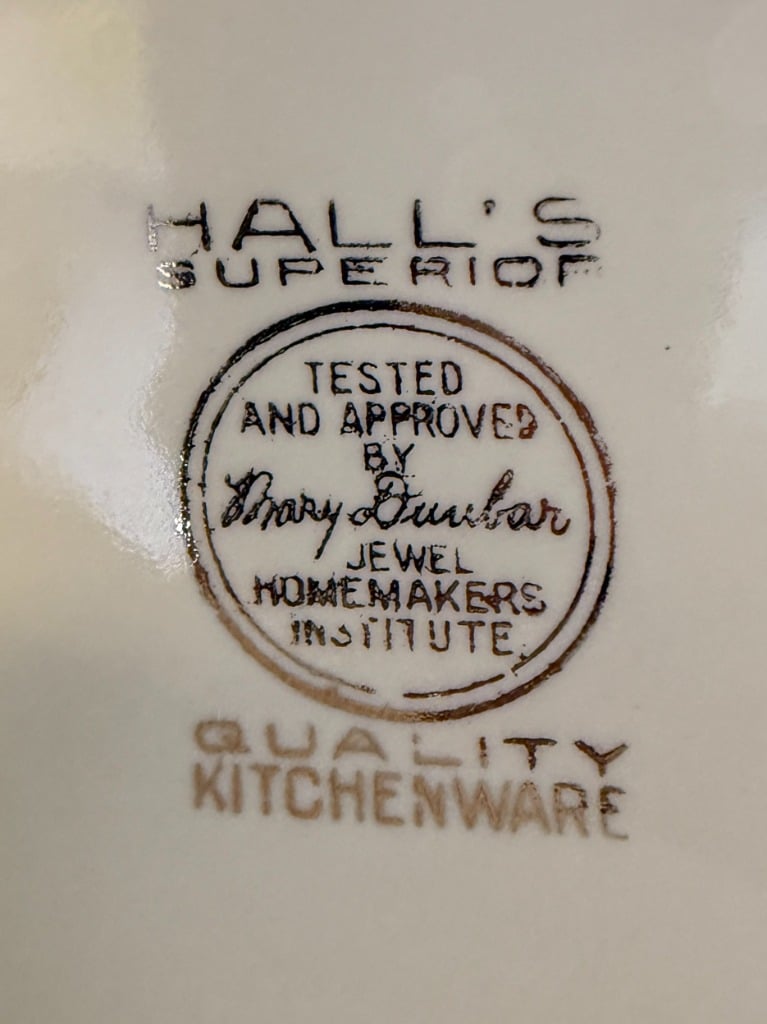 HALL'S
SUPERIOR
TESTED
AND APPROVED
BY
Mary Dunbar
JEWEL
HOMEMAKERS
INSTITUTE
QUALITY
KITCHENWARE